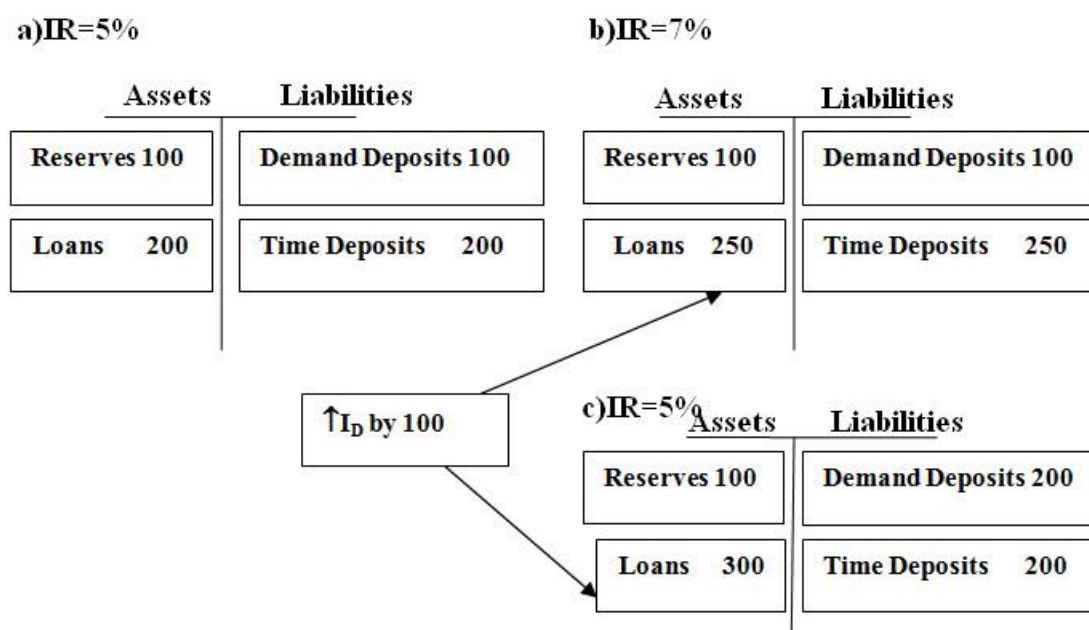 a)IR=5%
Assets Liabilities
Reserves 100 Demand Deposits 100
Loans 200 Time Deposits 200
b)IR=7%
Assets Liabilities
Reserves 100 Demand Deposits 100
Loans 250 Time Deposits 250
↑I_D by 100
c)IR=5%
Assets Liabilities
Reserves 100 Demand Deposits 200
Loans 300 Time Deposits 200